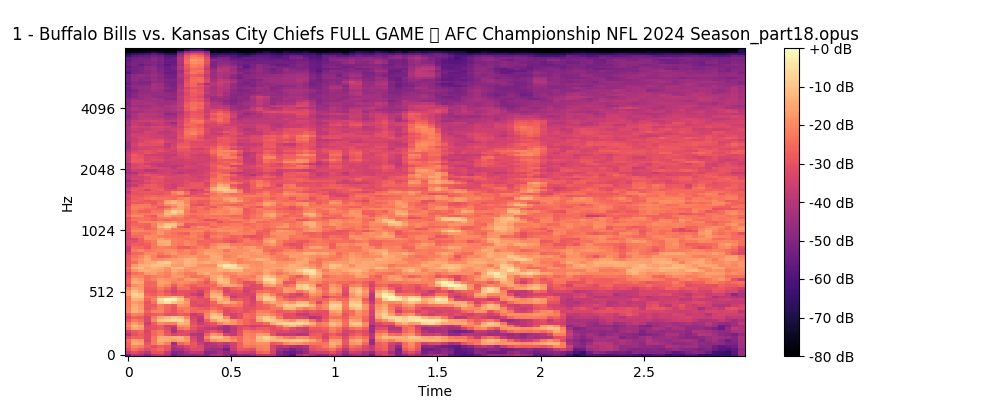 1 - Buffalo Bills vs. Kansas City Chiefs FULL GAME ▯ AFC Championship NFL 2024 Season_part18.opus
+0 dB
-10 dB
-20 dB
-30 dB
-40 dB
-50 dB
-60 dB
-70 dB
-80 dB
4096
2048
1024
512
0
Hz
0
0.5
1
1.5
2
2.5
Time